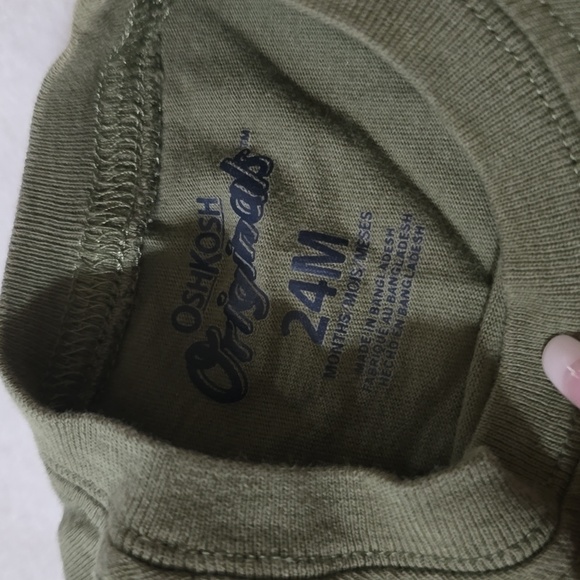 OSHKOSH
Originals™
24M
MONTHS/MOIS/MESES
MADE IN BANGLADESH
FABRIQUÉ AU BANGLADESH
HECHO EN BANGLADESH